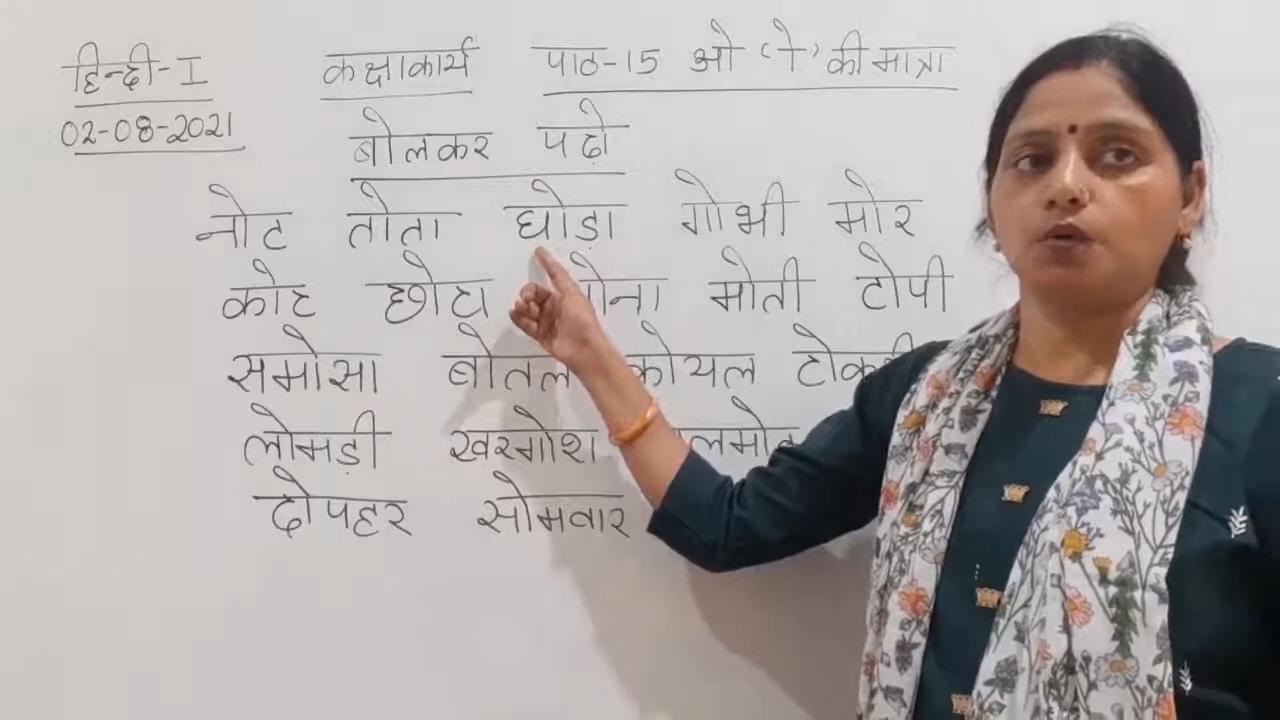 हिन्दी-I कक्षाकार्य पाठ-15 ओ 'ो' की मात्रा
02-08-2021
बोलकर पढ़ो
नोट तोता घोड़ा गोभी मोर
कोट छोटा मोती टोपी
समोसा बोतल कोयल
लोमड़ी खरगोश
दोपहर सोमवार